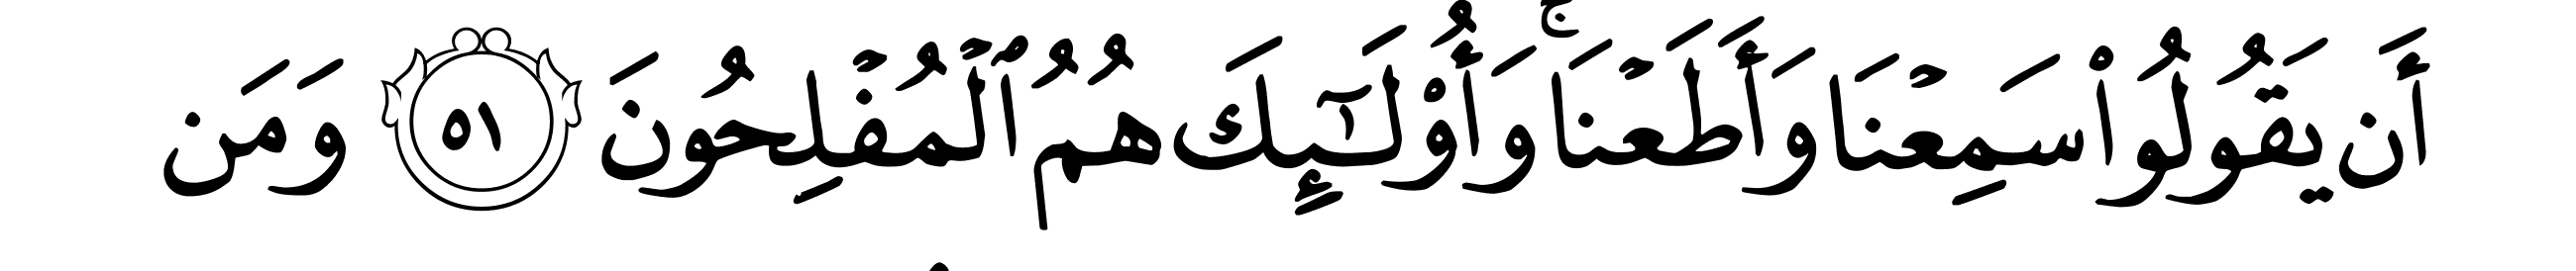 أَن يَقُولُوا۟ سَمِعْنَا وَأَطَعْنَا ۚ وَأُو۟لَـٰٓئِكَ هُمُ ٱلْمُفْلِحُونَ ٥١ وَمَن